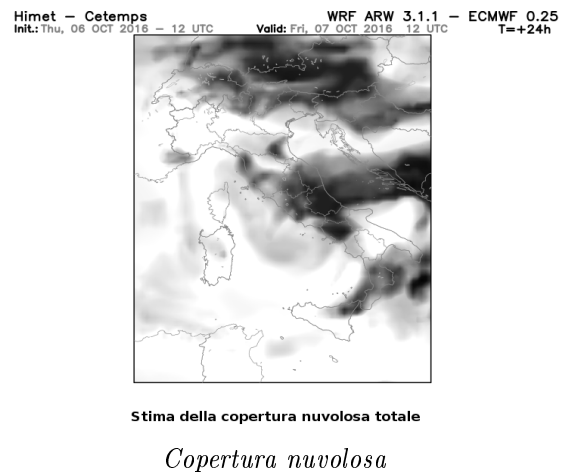 Himet – Cetemps WRF ARW 3.1.1 – ECMWF 0.25
Init.: Thu, 06 OCT 2016 – 12 UTC Valid: Fri, 07 OCT 2016 12 UTC T=+24h
Stima della copertura nuvolosa totale
Copertura nuvolosa